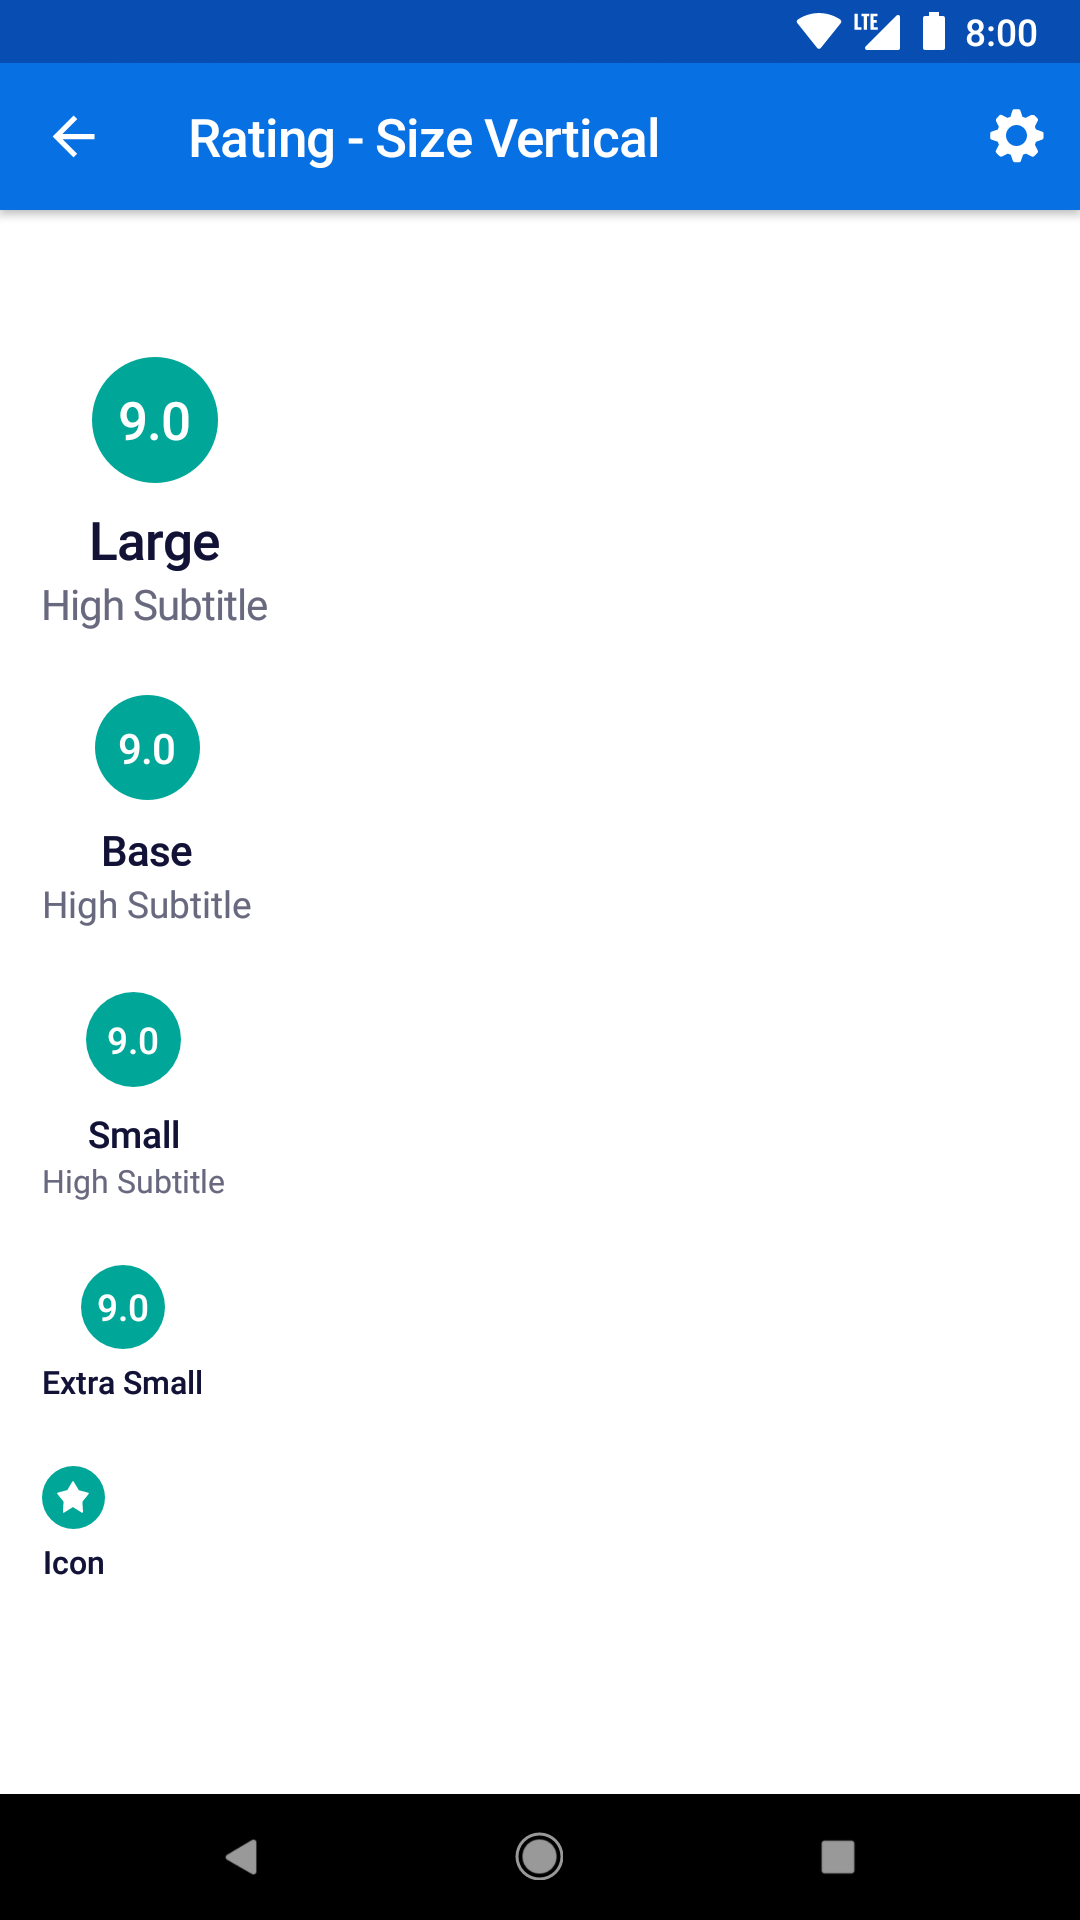 LTE 8:00
Rating - Size Vertical
9.0
Large
High Subtitle
9.0
Base
High Subtitle
9.0
Small
High Subtitle
9.0
Extra Small
Icon